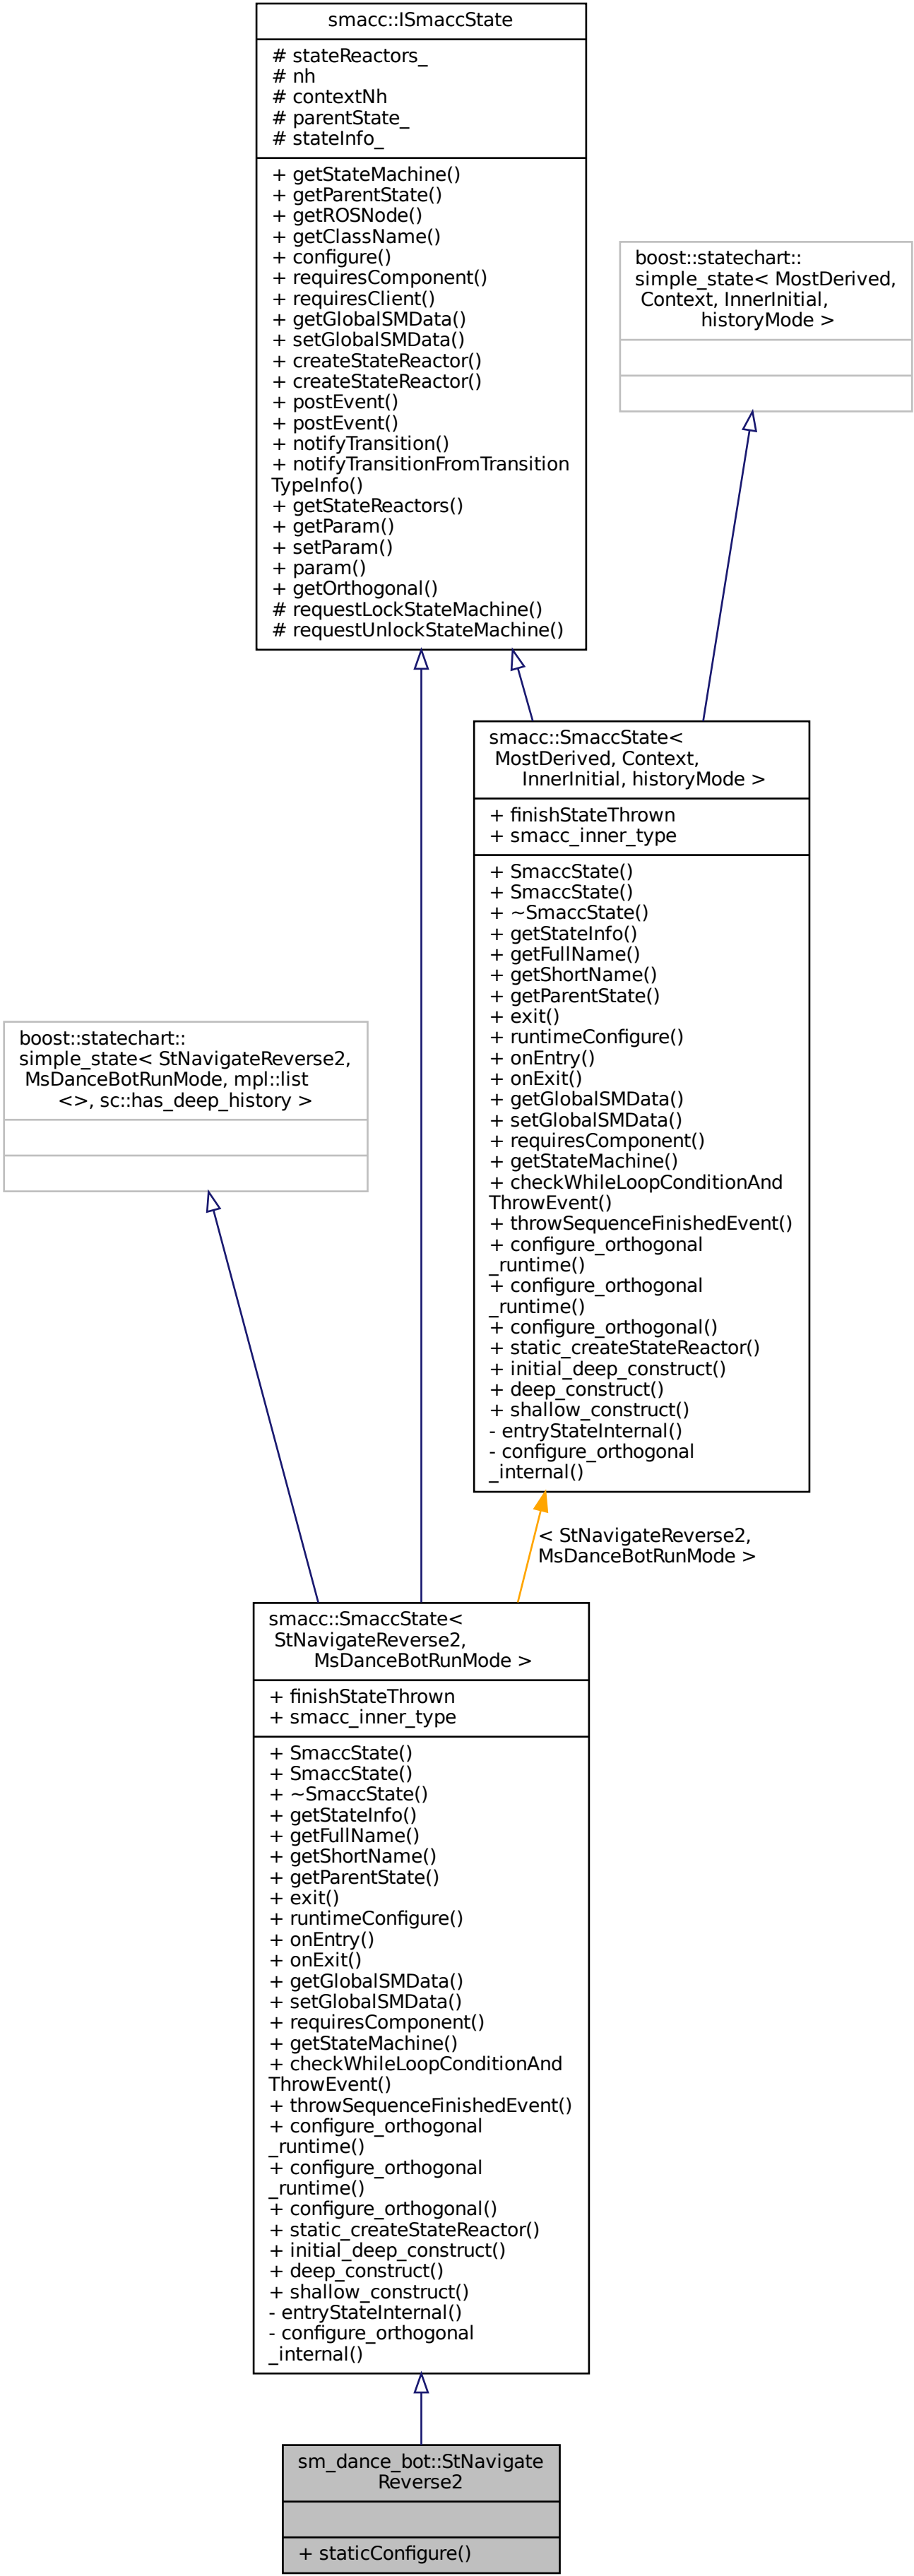 smacc::ISmaccState
# stateReactors_
# nh
# contextNh
# parentState_
# stateInfo_
+ getStateMachine()
+ getParentState()
+ getROSNode()
+ getClassName()
+ configure()
+ requiresComponent()
+ requiresClient()
+ getGlobalSMData()
+ setGlobalSMData()
+ createStateReactor()
+ createStateReactor()
+ postEvent()
+ postEvent()
+ notifyTransition()
+ notifyTransitionFromTransition
TypeInfo()
+ getStateReactors()
+ getParam()
+ setParam()
+ param()
+ getOrthogonal()
# requestLockStateMachine()
# requestUnlockStateMachine()
boost::statechart::
simple_state< MostDerived,
Context, InnerInitial,
historyMode >
smacc::SmaccState<
MostDerived, Context,
InnerInitial, historyMode >
+ finishStateThrown
+ smacc_inner_type
+ SmaccState()
+ SmaccState()
+ ~SmaccState()
+ getStateInfo()
+ getFullName()
+ getShortName()
+ getParentState()
+ exit()
+ runtimeConfigure()
+ onEntry()
+ onExit()
+ getGlobalSMData()
+ setGlobalSMData()
+ requiresComponent()
+ getStateMachine()
+ checkWhileLoopConditionAnd
ThrowEvent()
+ throwSequenceFinishedEvent()
+ configure_orthogonal
_runtime()
+ configure_orthogonal
_runtime()
+ configure_orthogonal()
+ static_createStateReactor()
+ initial_deep_construct()
+ deep_construct()
+ shallow_construct()
- entryStateInternal()
- configure_orthogonal
_internal()
boost::statechart::
simple_state< StNavigateReverse2,
MsDanceBotRunMode, mpl::list
<>, sc::has_deep_history >
< StNavigateReverse2,
MsDanceBotRunMode >
smacc::SmaccState<
StNavigateReverse2,
MsDanceBotRunMode >
+ finishStateThrown
+ smacc_inner_type
+ SmaccState()
+ SmaccState()
+ ~SmaccState()
+ getStateInfo()
+ getFullName()
+ getShortName()
+ getParentState()
+ exit()
+ runtimeConfigure()
+ onEntry()
+ onExit()
+ getGlobalSMData()
+ setGlobalSMData()
+ requiresComponent()
+ getStateMachine()
+ checkWhileLoopConditionAnd
ThrowEvent()
+ throwSequenceFinishedEvent()
+ configure_orthogonal
_runtime()
+ configure_orthogonal
_runtime()
+ configure_orthogonal()
+ static_createStateReactor()
+ initial_deep_construct()
+ deep_construct()
+ shallow_construct()
- entryStateInternal()
- configure_orthogonal
_internal()
sm_dance_bot::StNavigate
Reverse2
+ staticConfigure()